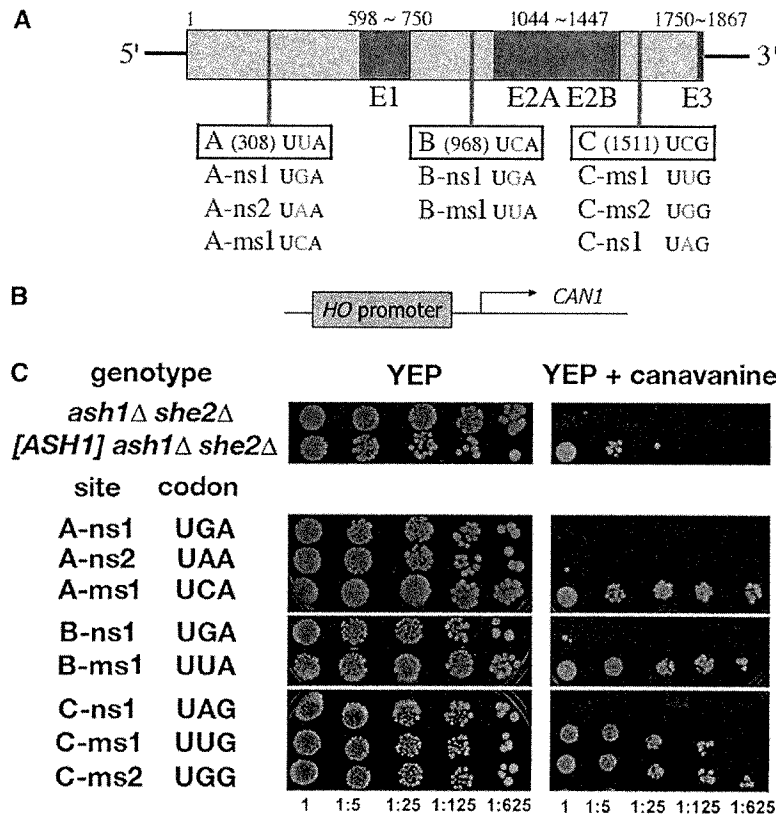 A
1 598 ~ 750 1044 ~1447 1750~1867
5' 3'
E1 E2A E2B E3
A (308) UUA B (968) UCA C (1511) UCG
A-ns1 UGA B-ns1 UGA C-ms1 UUG
A-ns2 UAA B-ms1 UUA C-ms2 UGG
A-ms1 UCA C-ns1 UAG
B
HO promoter CAN1
C genotype YEP YEP + canavanine
ash1Δ she2Δ
[ASH1] ash1Δ she2Δ
site codon
A-ns1 UGA
A-ns2 UAA
A-ms1 UCA
B-ns1 UGA
B-ms1 UUA
C-ns1 UAG
C-ms1 UUG
C-ms2 UGG
1 1:5 1:25 1:125 1:625 1 1:5 1:25 1:125 1:625